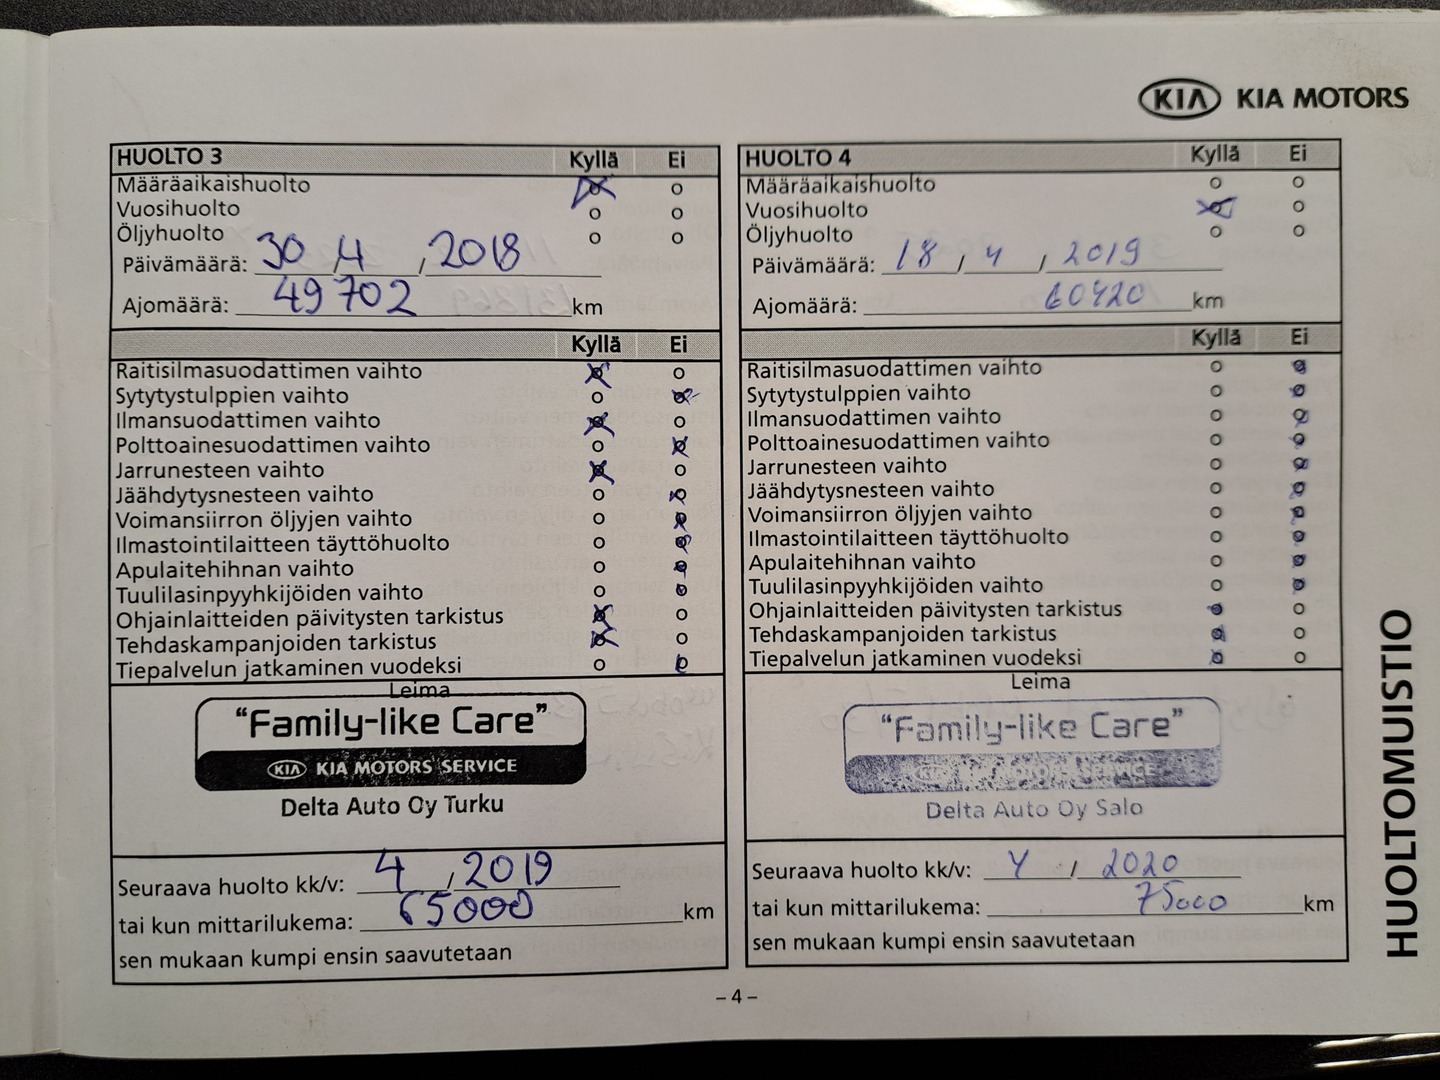 KIA KIA MOTORS
HUOLTO 3 Kyllä Ei
Määräaikaishuolto
Vuosihuolto
Öljyhuolto
Päivämäärä: 30 / 4 , 2018
Ajomäärä: 49702 km
Kyllä Ei
Raitisilmasuodattimen vaihto
Sytytystulppien vaihto
Ilmansuodattimen vaihto
Polttoainesuodattimen vaihto
Jarrunesteen vaihto
Jäähdytysnesteen vaihto
Voimansiirron öljyjen vaihto
Ilmastointilaitteen täyttöhuolto
Apulaitehihnan vaihto
Tuulilasinpyyhkijöiden vaihto
Ohjainlaitteiden päivitysten tarkistus
Tehdaskampanjoiden tarkistus
Tiepalvelun jatkaminen vuodeksi
Leima
"Family-like Care"
KIA KIA MOTORS SERVICE
Delta Auto Oy Turku
Seuraava huolto kk/v: 4 , 2019
tai kun mittarilukema: 65000 km
sen mukaan kumpi ensin saavutetaan
HUOLTO 4 Kyllä Ei
Määräaikaishuolto
Vuosihuolto
Öljyhuolto
Päivämäärä: 18 / 4 / 2019
Ajomäärä: 60420 km
Kyllä Ei
Raitisilmasuodattimen vaihto
Sytytystulppien vaihto
Ilmansuodattimen vaihto
Polttoainesuodattimen vaihto
Jarrunesteen vaihto
Jäähdytysnesteen vaihto
Voimansiirron öljyjen vaihto
Ilmastointilaitteen täyttöhuolto
Apulaitehihnan vaihto
Tuulilasinpyyhkijöiden vaihto
Ohjainlaitteiden päivitysten tarkistus
Tehdaskampanjoiden tarkistus
Tiepalvelun jatkaminen vuodeksi
Leima
"Family-like Care"
KIA KIA MOTORS SERVICE
Delta Auto Oy Salo
Seuraava huolto kk/v: 4 / 2020
tai kun mittarilukema: 75000 km
sen mukaan kumpi ensin saavutetaan
HUOLTOMUISTIO
– 4 –